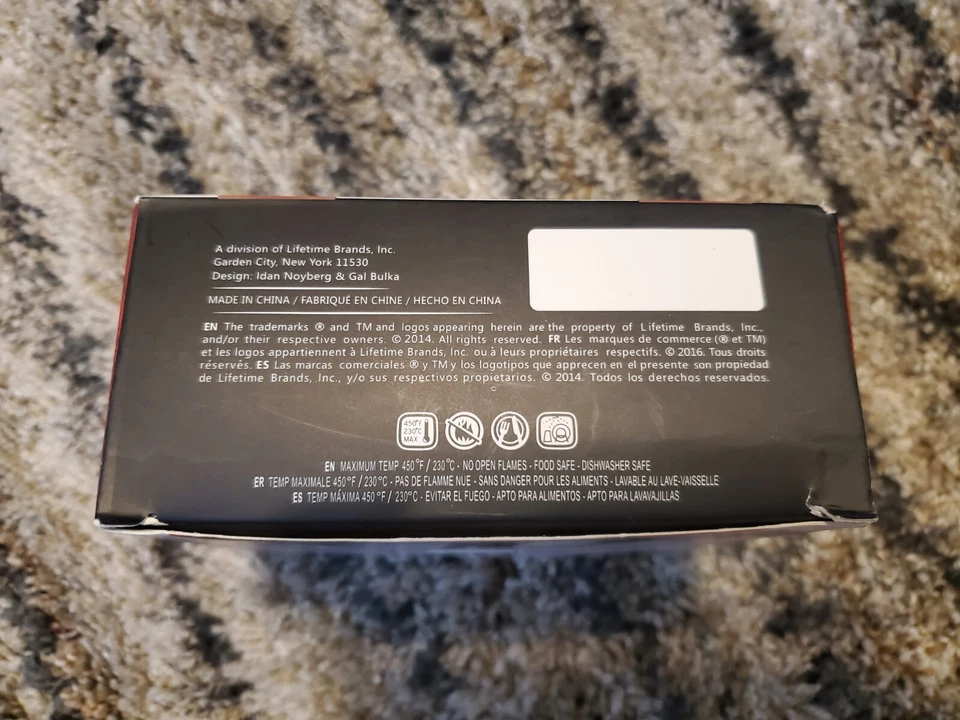 A division of Lifetime Brands, Inc.
Garden City, New York 11530
Design: Idan Noyberg & Gal Bulka
MADE IN CHINA / FABRIQUÉ EN CHINE / HECHO EN CHINA
EN The trademarks ® and TM and logos appearing herein are the property of Lifetime Brands, Inc.,
and/or their respective owners. © 2014. All rights reserved. FR Les marques de commerce (® et TM)
et les logos appartiennent à Lifetime Brands, Inc. ou à leurs propriétaires respectifs. © 2016. Tous droits
réservés. ES Las marcas comerciales ® y TM y los logotipos que apprecen en el presente son propiedad
de Lifetime Brands, Inc., y/o sus respectivos propietarios. © 2014. Todos los derechos reservados.
c
450°F
230°C
MAX
EN MAXIMUM TEMP 450°F / 230°C - NO OPEN FLAMES - FOOD SAFE - DISHWASHER SAFE
ER TEMP MAXIMALE 450°F / 230°C - PAS DE FLAMME NUE - SANS DANGER POUR LES ALIMENTS - LAVABLE AU LAVE-VAISSELLE
ES TEMP MÁXIMA 450°F / 230°C - EVITAR EL FUEGO - APTO PARA ALIMENTOS - APTO PARA LAVAVAJILLAS